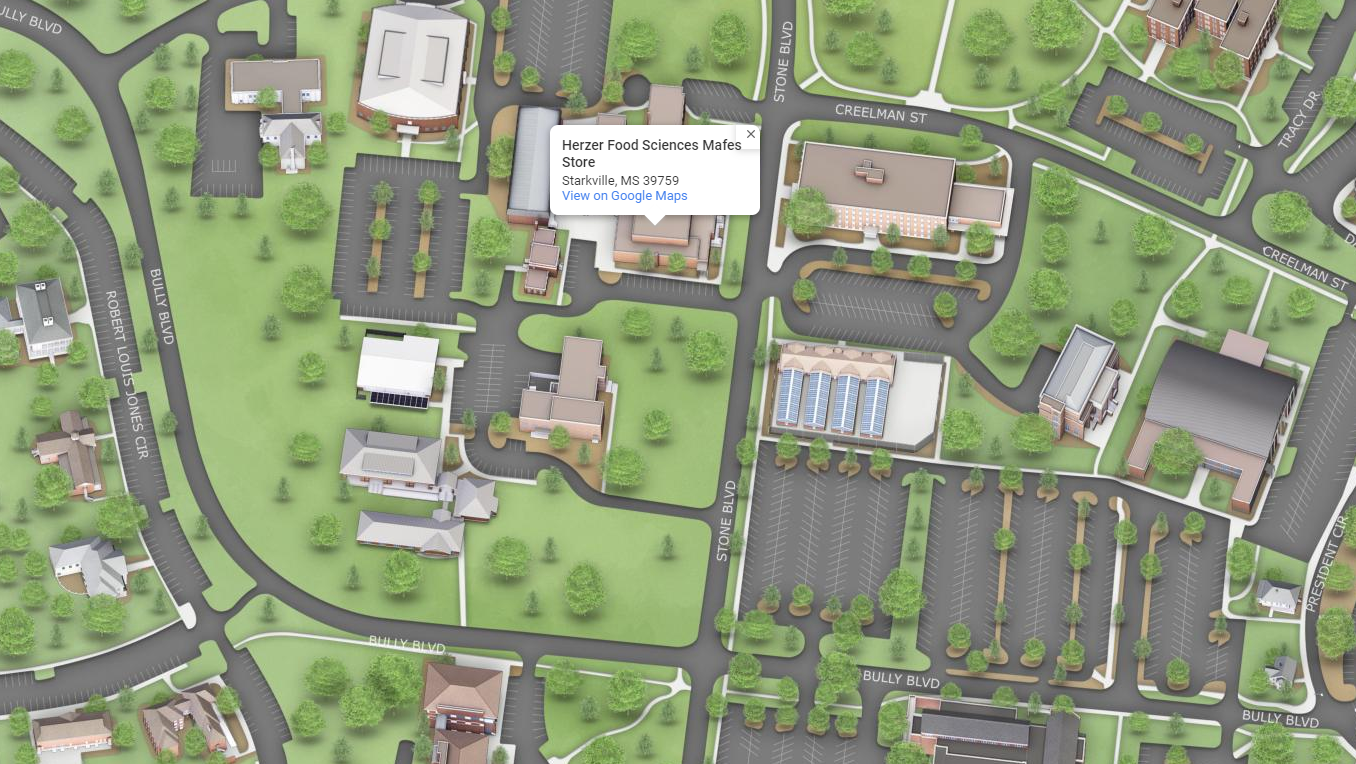 ULLY BLVD
STONE BLVD
CREELMAN ST
TRACY DR
Herzer Food Sciences Mafes
Store
Starkville, MS 39759
View on Google Maps
CREELMAN ST
BULLY BLVD
ROBERT LOUIS JONES CIR
STONE BLVD
PRESIDENT CIR
BULLY BLVD
BULLY BLVD
BULLY BLVD